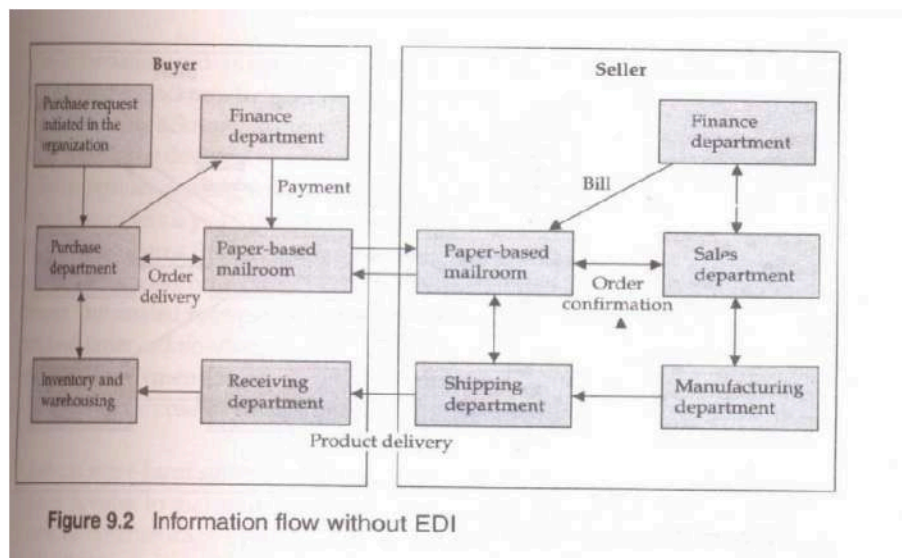 Buyer
Seller
Purchase request
initiated in the
organization
Finance
department
Finance
department
Payment
Bill
Purchase
department
Order
delivery
Paper-based
mailroom
Paper-based
mailroom
Order
confirmation
Sales
department
Inventory and
warehousing
Receiving
department
Shipping
department
Manufacturing
department
Product delivery
Figure 9.2 Information flow without EDI